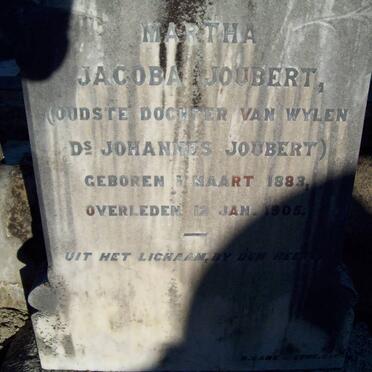 MARTHA
JACOBA JOUBERT,
(OUDSTE DOCHTER VAN WYLEN
DS JOHANNES JOUBERT)
GEBOREN MAART 1883,
OVERLEDEN 12 JAN. 1905.
UIT HET LICHAAM, BY DEN HEER